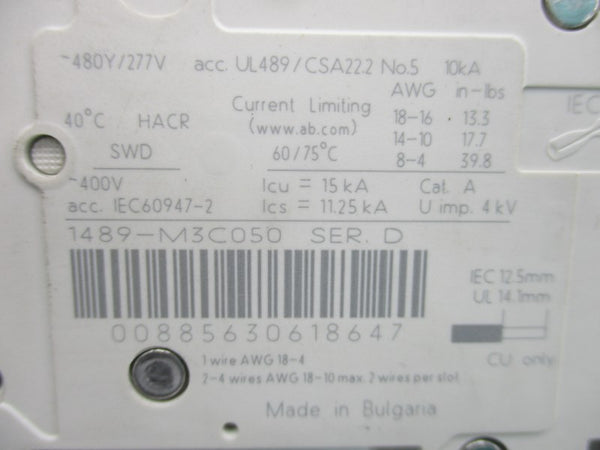 ~480Y/277V acc. UL489/CSA22.2 No.5 10kA
AWG in-lbs
40°C HACR Current Limiting 18-16 13.3
(www.ab.com) 14-10 17.7
SWD 60/75°C 8-4 39.8
~400V Icu = 15 kA Cat. A
acc. IEC60947-2 Ics = 11.25 kA U imp. 4 kV
1489-M3C050 SER. D
IEC 12.5mm
UL 14.1mm
00885630618647
1 wire AWG 18-4
CU only
2-4 wires AWG 18-10 max. 2 wires per slot
Made in Bulgaria
IEC